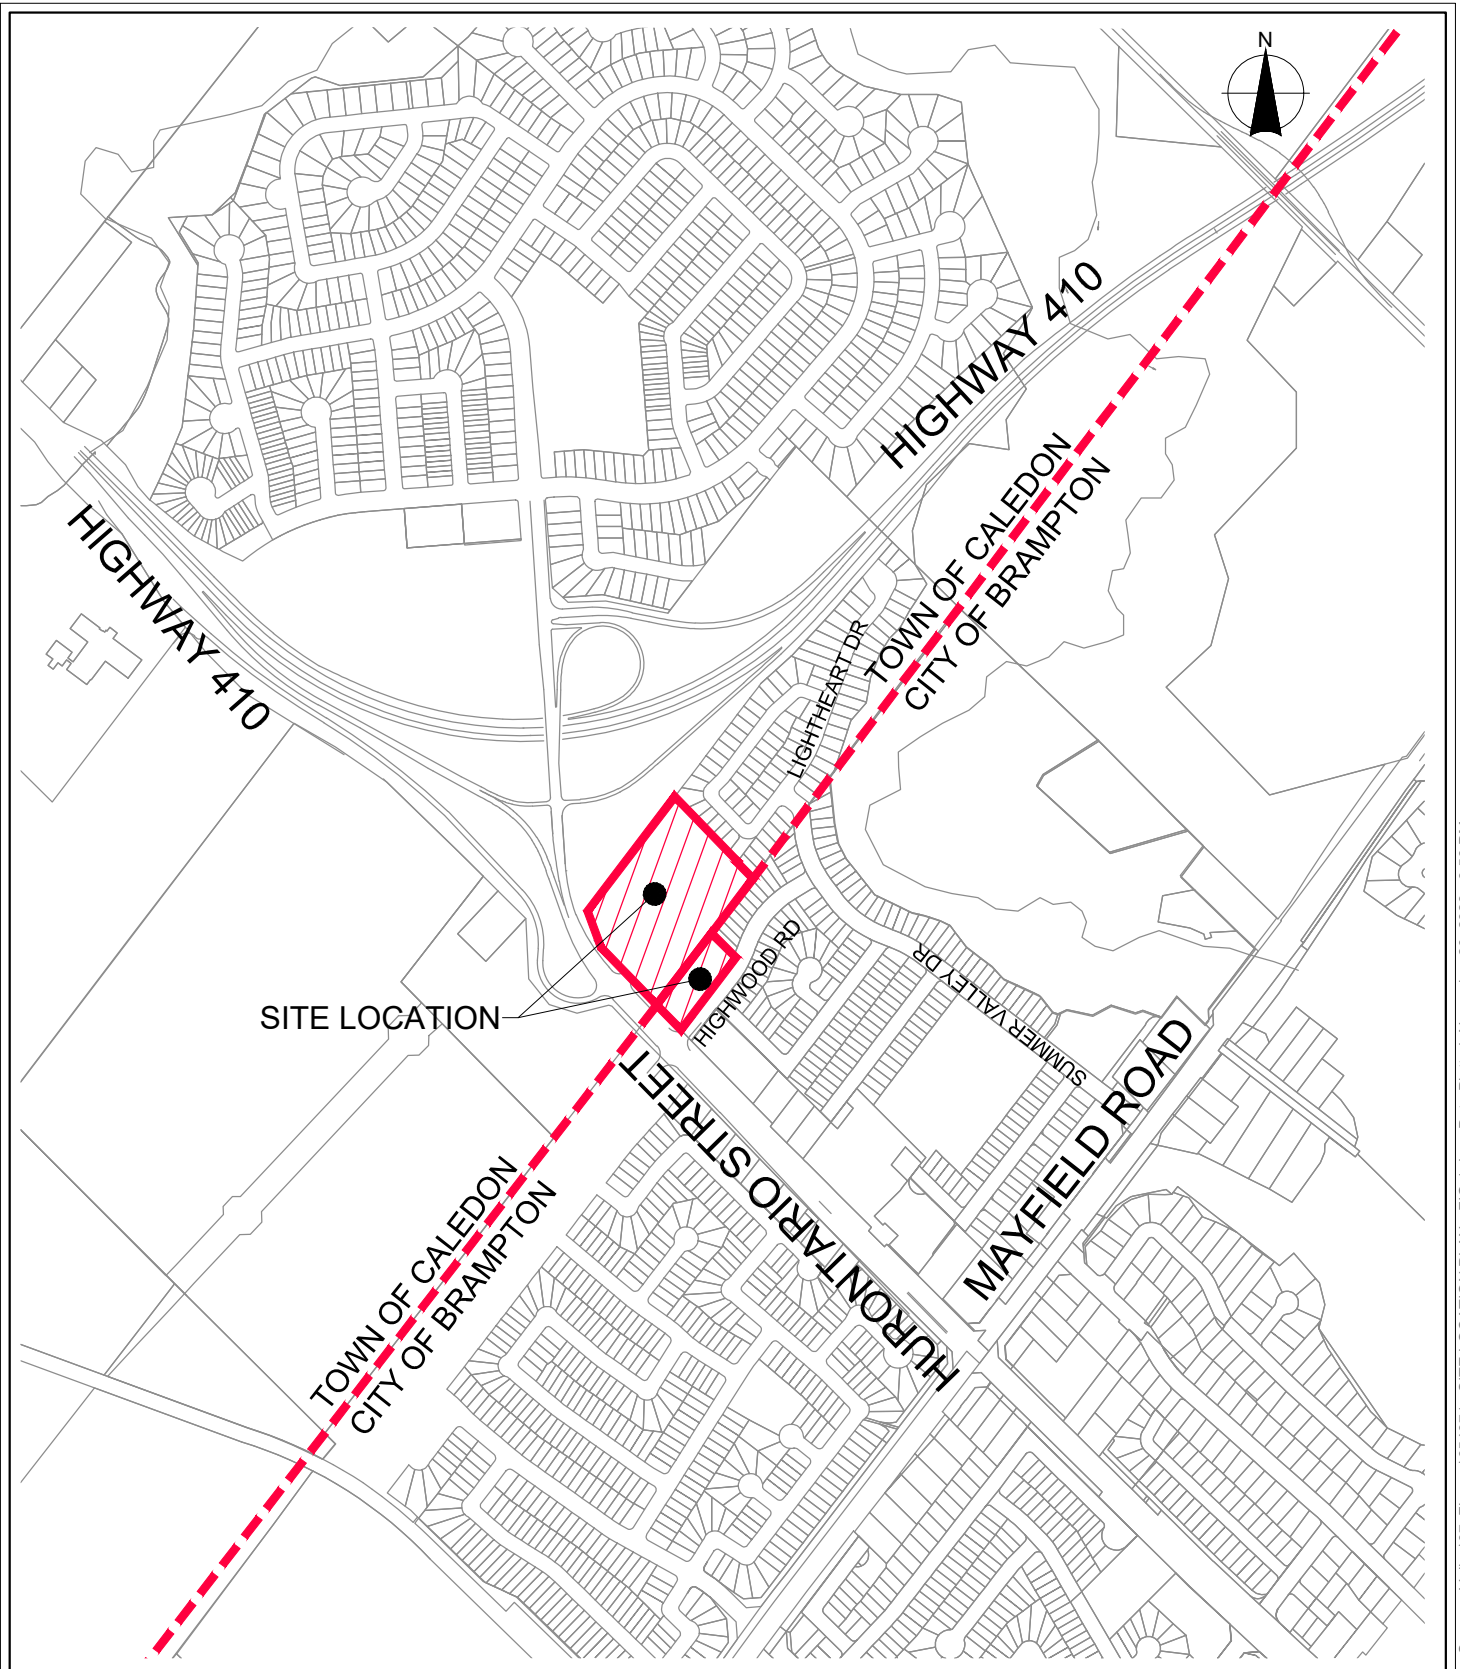 N
HIGHWAY 410
TOWN OF CALEDON
CITY OF BRAMPTON
HIGHWAY 410
LIGHTHEART DR
HIGHWOOD RD
SUMMER VALLEY DR
SITE LOCATION
HURONTARIO STREET
MAYFIELD ROAD
TOWN OF CALEDON
CITY OF BRAMPTON